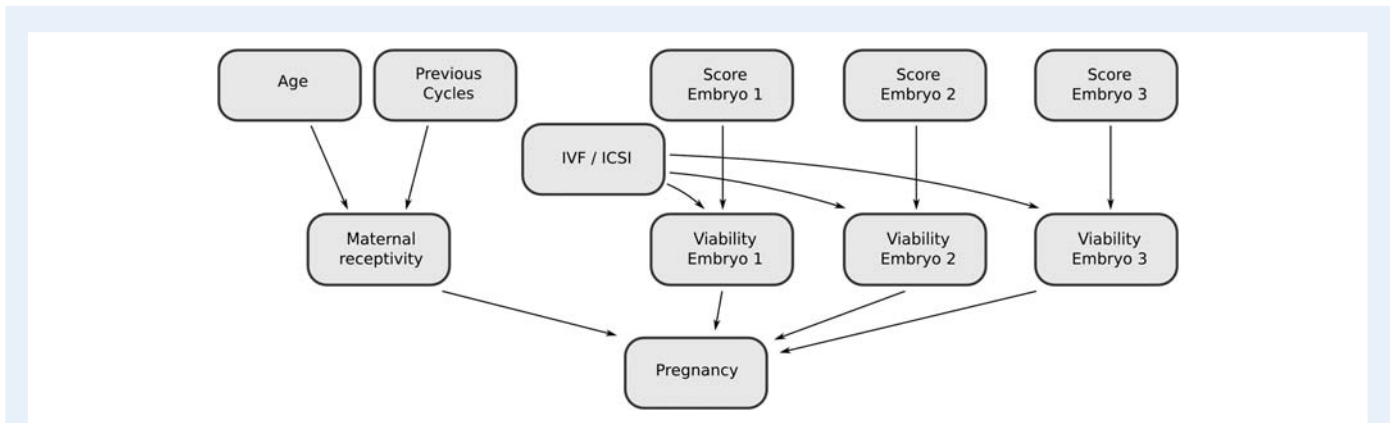 Age
Previous
Cycles
Score
Embryo 1
Score
Embryo 2
Score
Embryo 3
IVF / ICSI
Maternal
receptivity
Viability
Embryo 1
Viability
Embryo 2
Viability
Embryo 3
Pregnancy